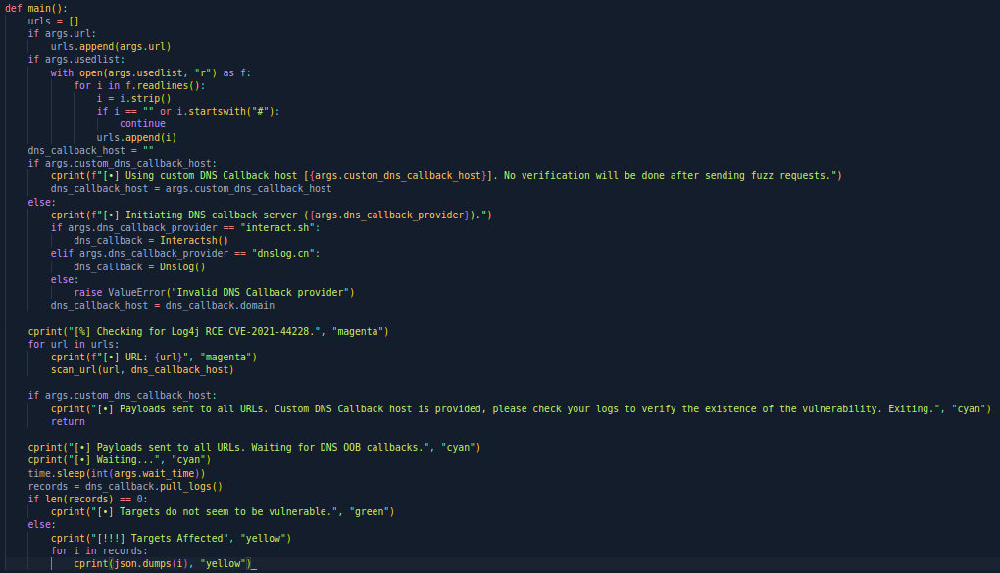 def main():
    urls = []
    if args.url:
        urls.append(args.url)
    if args.usedlist:
        with open(args.usedlist, "r") as f:
            for i in f.readlines():
                i = i.strip()
                if i == "" or i.startswith("#"):
                    continue
                urls.append(i)
    dns_callback_host = ""
    if args.custom_dns_callback_host:
        cprint(f"[•] Using custom DNS Callback host [{args.custom_dns_callback_host}]. No verification will be done after sending fuzz requests.")
        dns_callback_host = args.custom_dns_callback_host
    else:
        cprint(f"[•] Initiating DNS callback server ({args.dns_callback_provider}).")
        if args.dns_callback_provider == "interact.sh":
            dns_callback = Interactsh()
        elif args.dns_callback_provider == "dnslog.cn":
            dns_callback = Dnslog()
        else:
            raise ValueError("Invalid DNS Callback provider")
        dns_callback_host = dns_callback.domain

    cprint("[%] Checking for Log4j RCE CVE-2021-44228.", "magenta")
    for url in urls:
        cprint(f"[•] URL: {url}", "magenta")
        scan_url(url, dns_callback_host)

    if args.custom_dns_callback_host:
        cprint("[•] Payloads sent to all URLs. Custom DNS Callback host is provided, please check your logs to verify the existence of the vulnerability. Exiting.", "cyan")
        return

    cprint("[•] Payloads sent to all URLs. Waiting for DNS OOB callbacks.", "cyan")
    cprint("[•] Waiting...", "cyan")
    time.sleep(int(args.wait_time))
    records = dns_callback.pull_logs()
    if len(records) == 0:
        cprint("[•] Targets do not seem to be vulnerable.", "green")
    else:
        cprint("[!!!] Targets Affected", "yellow")
        for i in records:
            cprint(json.dumps(i), "yellow")